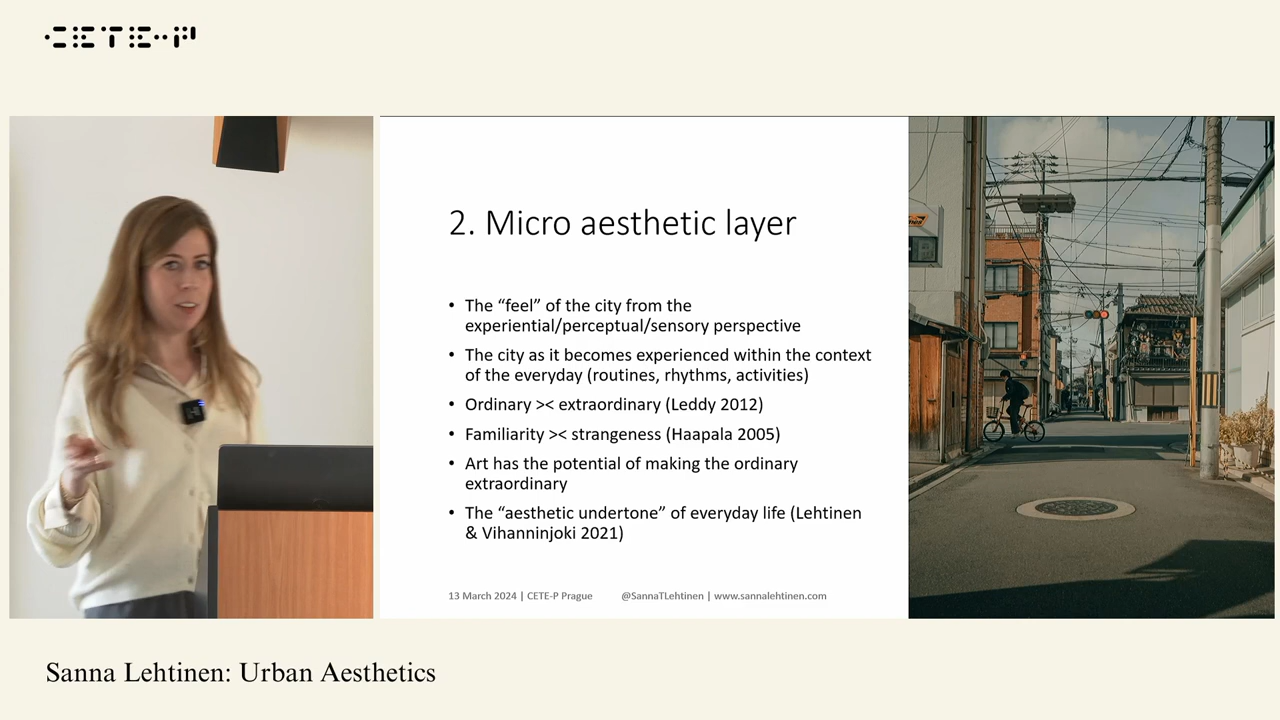 CETE-P
2. Micro aesthetic layer
• The “feel” of the city from the
experiential/perceptual/sensory perspective
• The city as it becomes experienced within the context
of the everyday (routines, rhythms, activities)
• Ordinary >< extraordinary (Leddy 2012)
• Familiarity >< strangeness (Haapala 2005)
• Art has the potential of making the ordinary
extraordinary
• The “aesthetic undertone” of everyday life (Lehtinen
& Vihanninjoki 2021)
13 March 2024 | CETE-P Prague @SannaTLehtinen | www.sannalehtinen.com
Sanna Lehtinen: Urban Aesthetics